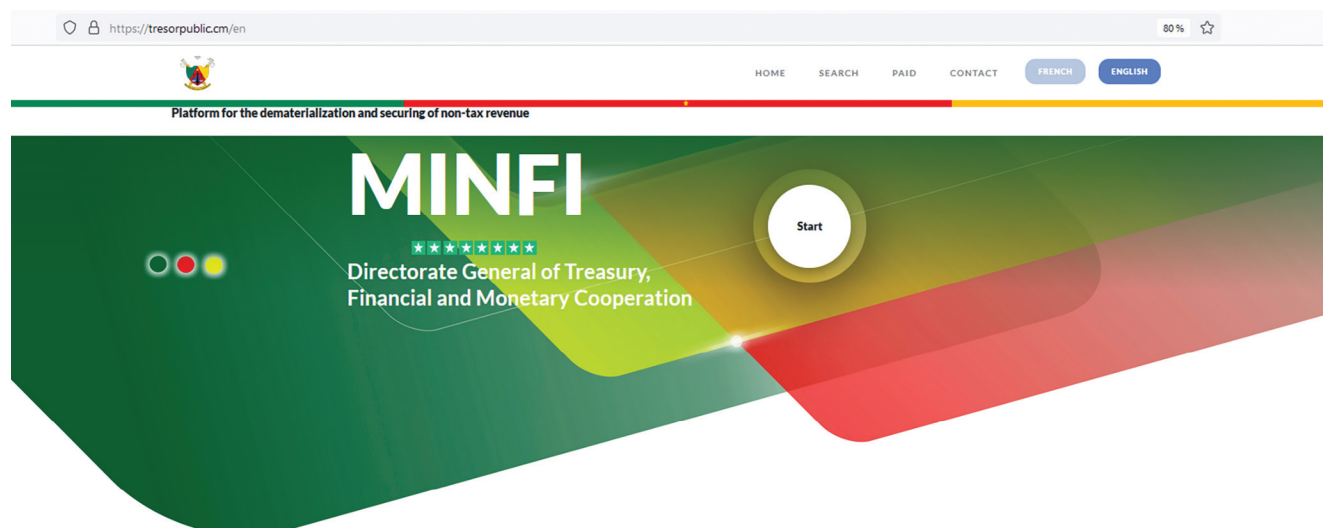 https://tresorpublic.cm/en
80 %
HOME SEARCH PAID CONTACT FRENCH ENGLISH
Platform for the dematerialization and securing of non-tax revenue
MINFI
Start
Directorate General of Treasury,
Financial and Monetary Cooperation